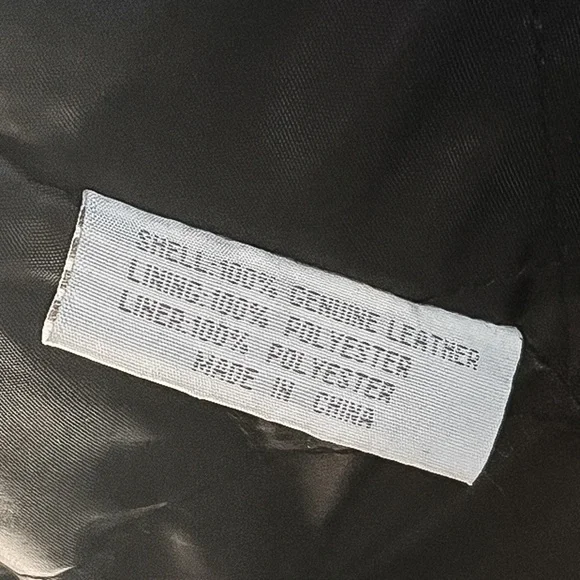 SHELL:100% GENUINE LEATHER
LINING:100% POLYESTER
LINER:100% POLYESTER
MADE IN CHINA